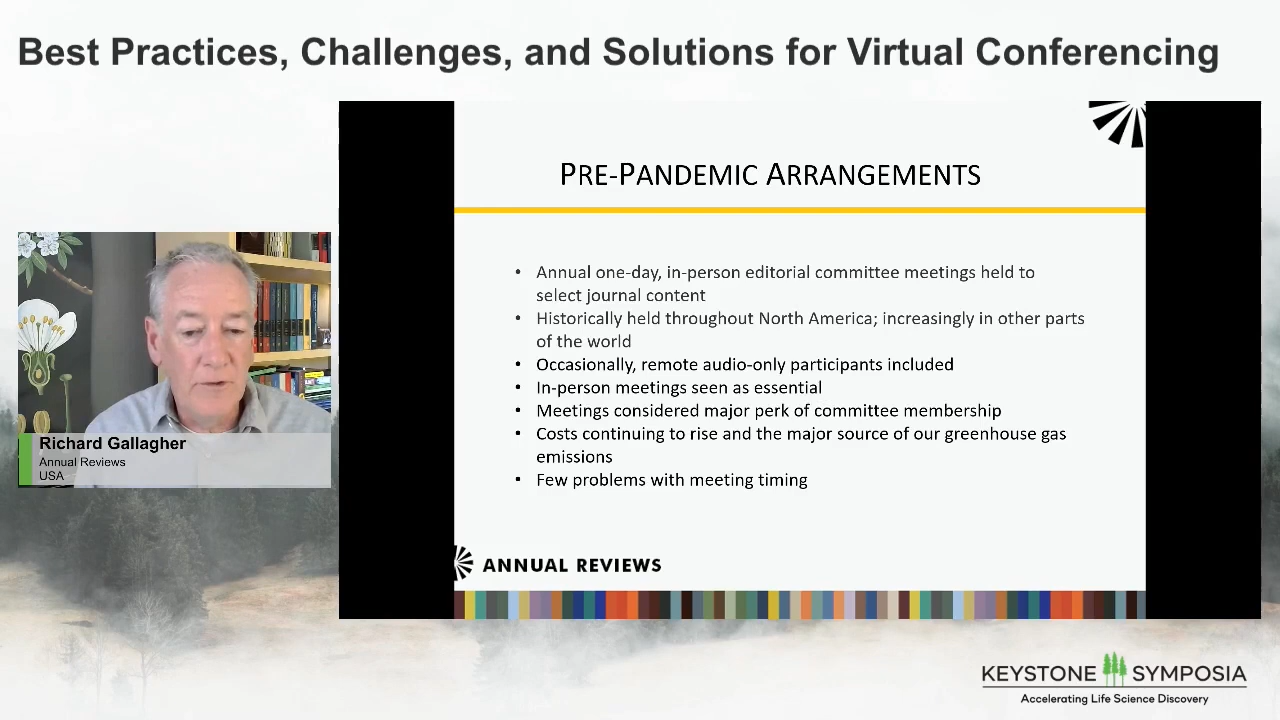 Best Practices, Challenges, and Solutions for Virtual Conferencing
PRE-PANDEMIC ARRANGEMENTS
• Annual one-day, in-person editorial committee meetings held to
select journal content
• Historically held throughout North America; increasingly in other parts
of the world
• Occasionally, remote audio-only participants included
• In-person meetings seen as essential
• Meetings considered major perk of committee membership
• Costs continuing to rise and the major source of our greenhouse gas
emissions
• Few problems with meeting timing
ANNUAL REVIEWS
Richard Gallagher
Annual Reviews
USA
KEYSTONE SYMPOSIA
Accelerating Life Science Discovery